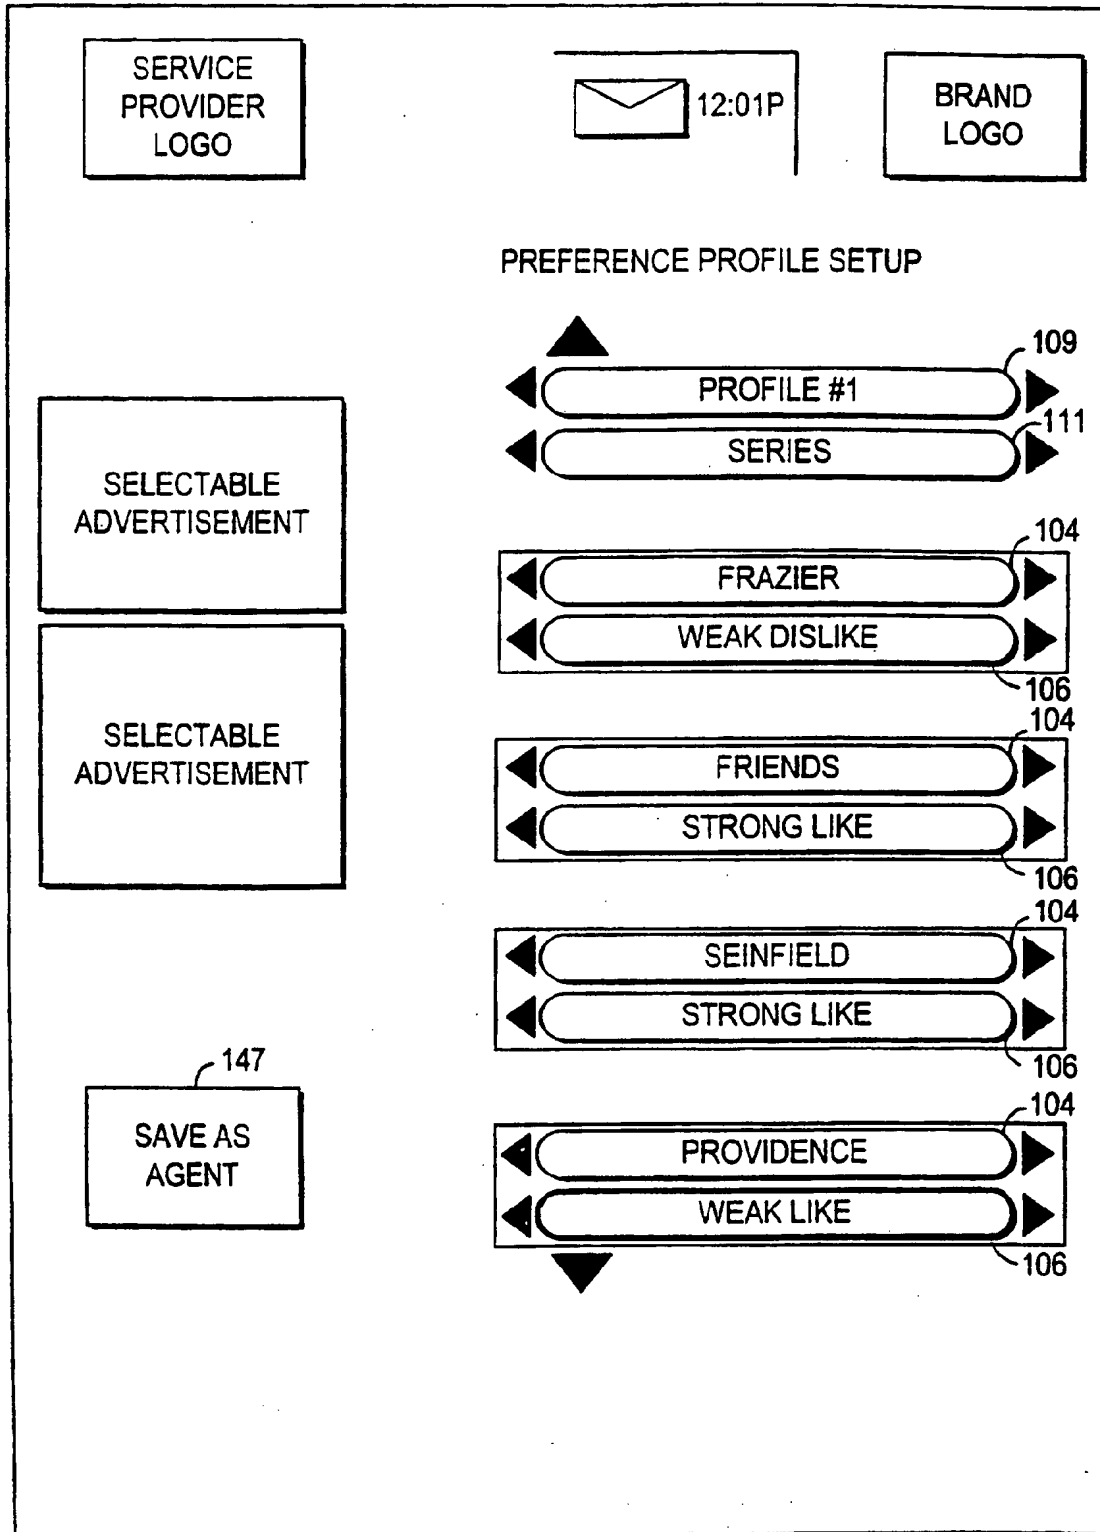 SERVICE
PROVIDER
LOGO
12:01P
BRAND
LOGO
PREFERENCE PROFILE SETUP
109
PROFILE #1
111
SERIES
SELECTABLE
ADVERTISEMENT
104
FRAZIER
WEAK DISLIKE
106
SELECTABLE
ADVERTISEMENT
104
FRIENDS
STRONG LIKE
106
104
SEINFIELD
STRONG LIKE
106
147
SAVE AS
AGENT
104
PROVIDENCE
WEAK LIKE
106